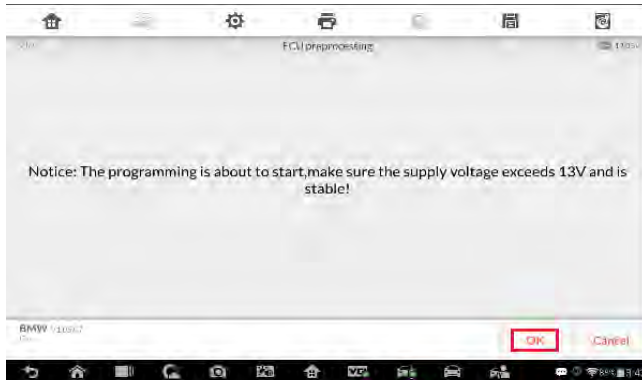 ECU preprocessing
Notice: The programming is about to start,make sure the supply voltage exceeds 13V and is
stable!
BMW
OK
Cancel